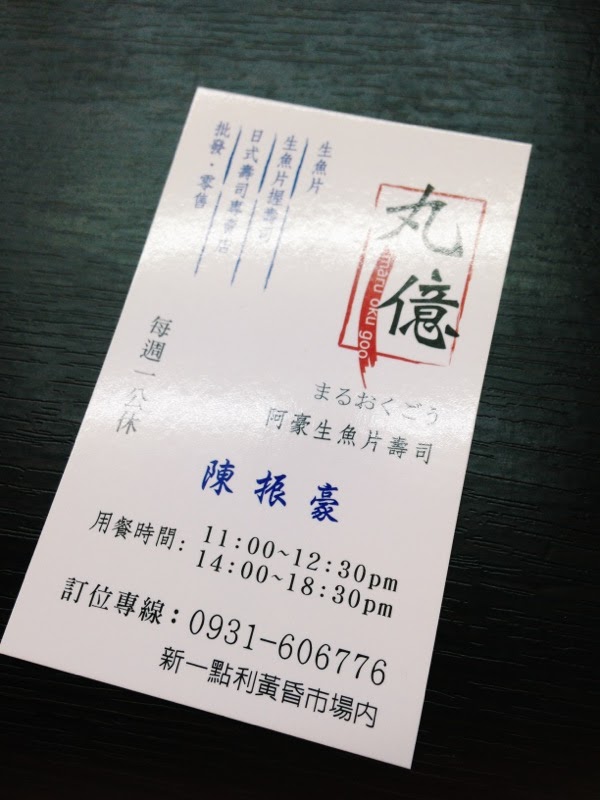 生魚片
生魚片握壽司
日式壽司專賣店
批發．零售
丸億
maru oku goo
まるおくごう
阿豪生魚片壽司
每週一公休
陳振豪
用餐時間: 11:00~12:30pm
14:00~18:30pm
訂位專線：0931-606776
新一點利黃昏市場內